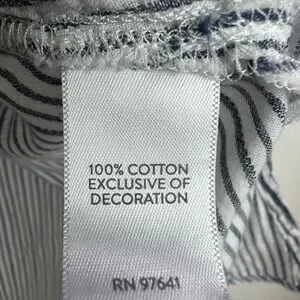 100% COTTON
EXCLUSIVE OF
DECORATION
RN 97641